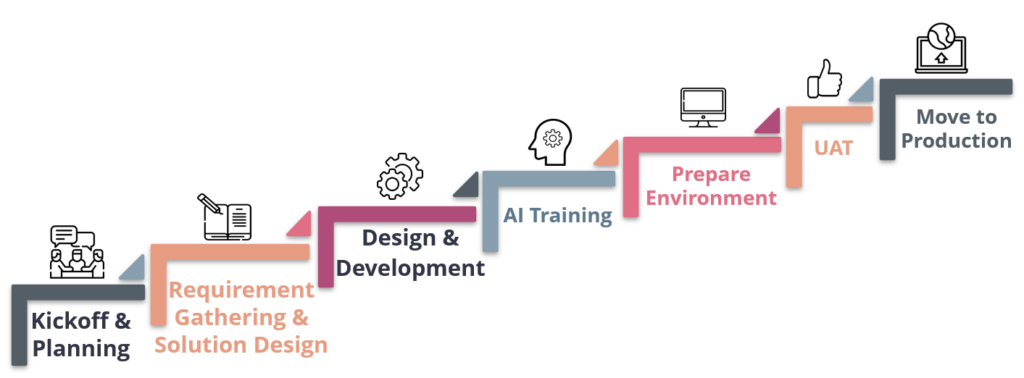 Kickoff &
Planning
Requirement
Gathering &
Solution Design
Design &
Development
AI Training
Prepare
Environment
UAT
Move to
Production